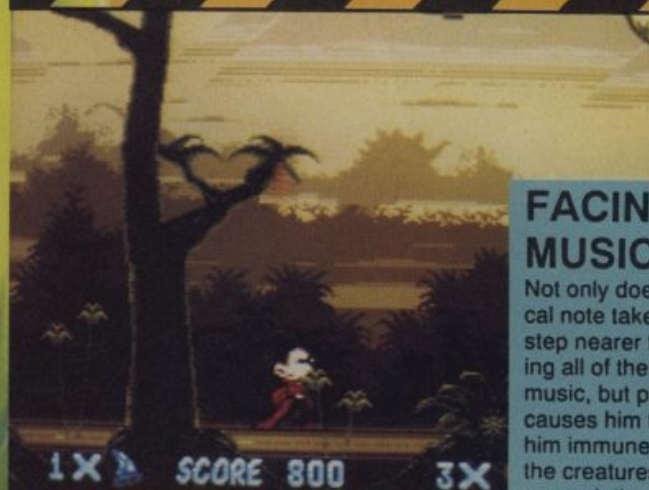 1X SCORE 800 3X
FACIN
MUSIC
Not only doe
cal note take
step nearer
ing all of the
music, but p
causes him
him immune
the creatures